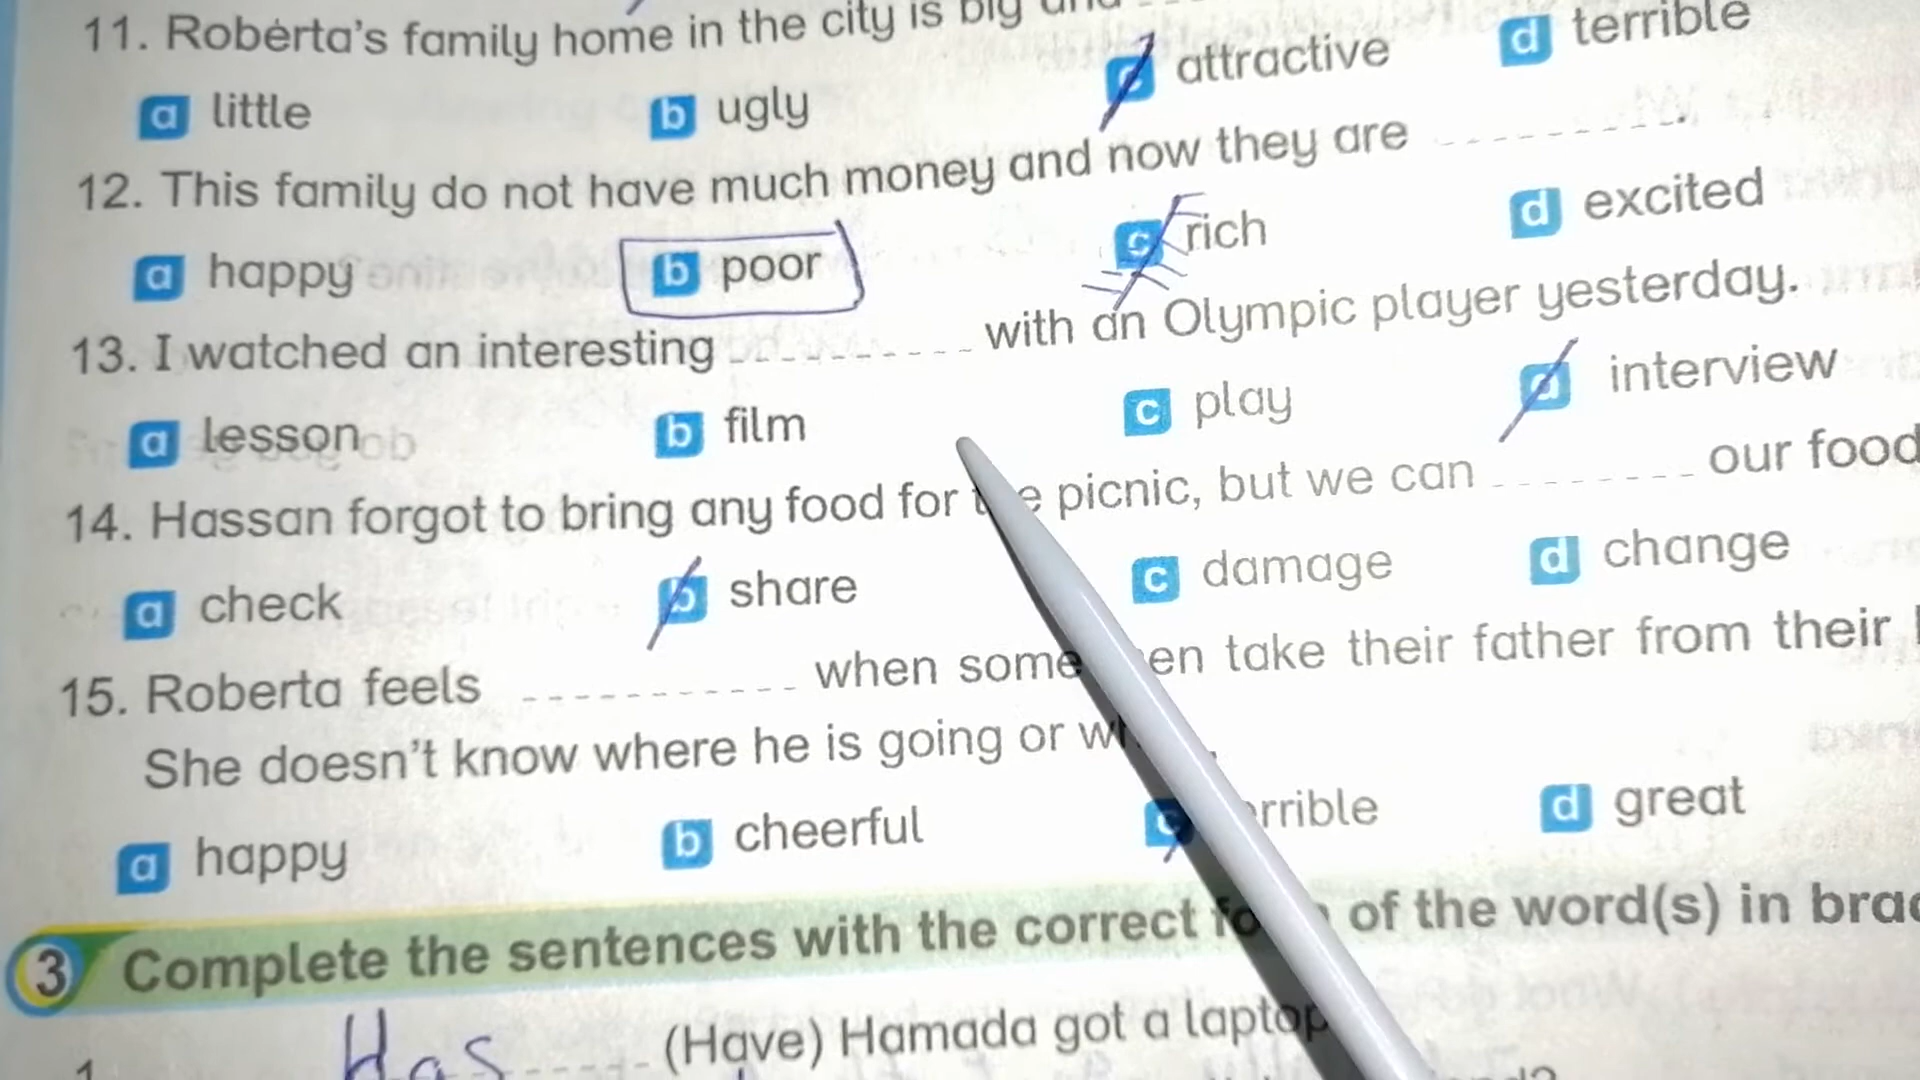 11. Roberta's family home in the city is big and
a little b ugly c attractive d terrible
12. This family do not have much money and now they are ----------.
a happy b poor c rich d excited
13. I watched an interesting ---------- with an Olympic player yesterday.
a lesson b film c play d interview
14. Hassan forgot to bring any food for picnic, but we can -------- our food
a check b share c damage d change
15. Roberta feels ----------- when some take their father from their
She doesn't know where he is going or
a happy b cheerful c d great
3 Complete the sentences with the correct of the word(s) in
1 Has ------ (Have) Hamada got a laptop